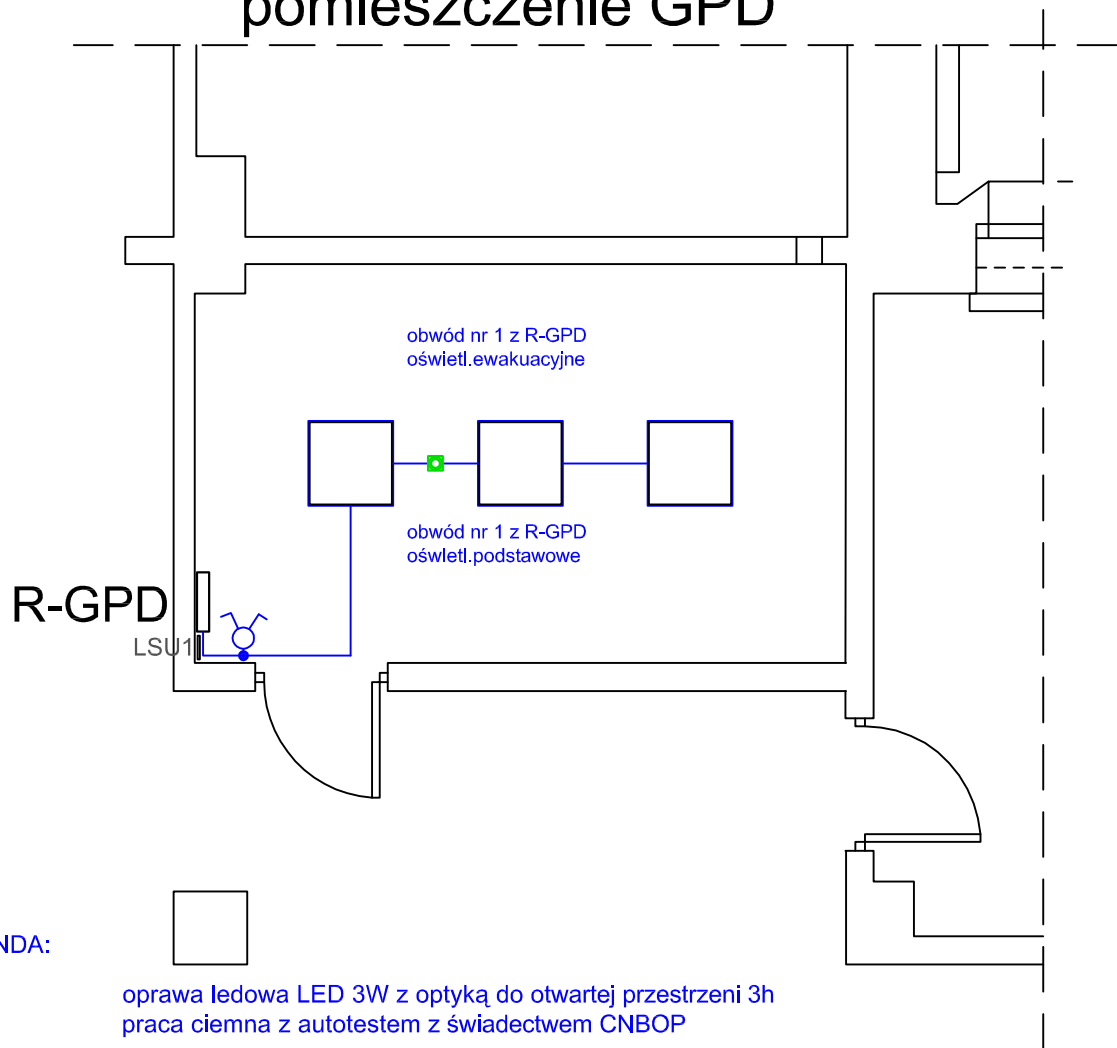 pomieszczenie GPD
obwód nr 1 z R-GPD
oświetl.ewakuacyjne
obwód nr 1 z R-GPD
oświetl.podstawowe
R-GPD
LSU1
NDA:
oprawa ledowa LED 3W z optyką do otwartej przestrzeni 3h
praca ciemna z autotestem z świadectwem CNBOP